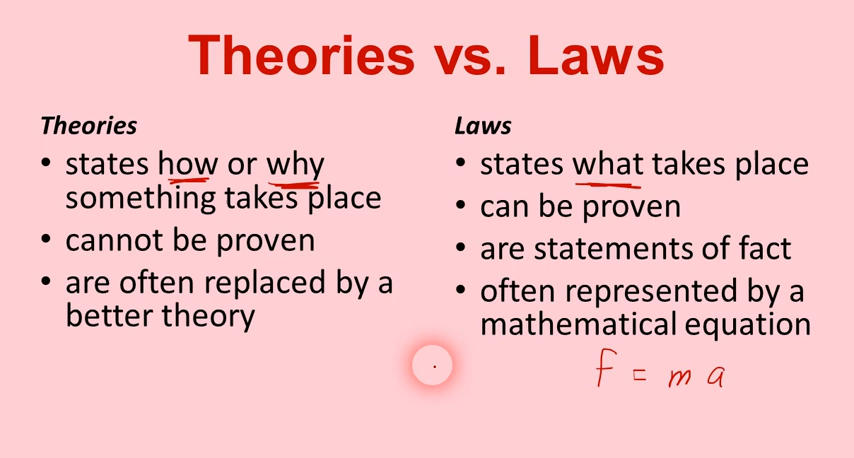 Theories vs. Laws
Theories
• states how or why
something takes place
• cannot be proven
• are often replaced by a
better theory
Laws
• states what takes place
• can be proven
• are statements of fact
• often represented by a
mathematical equation
F = m a